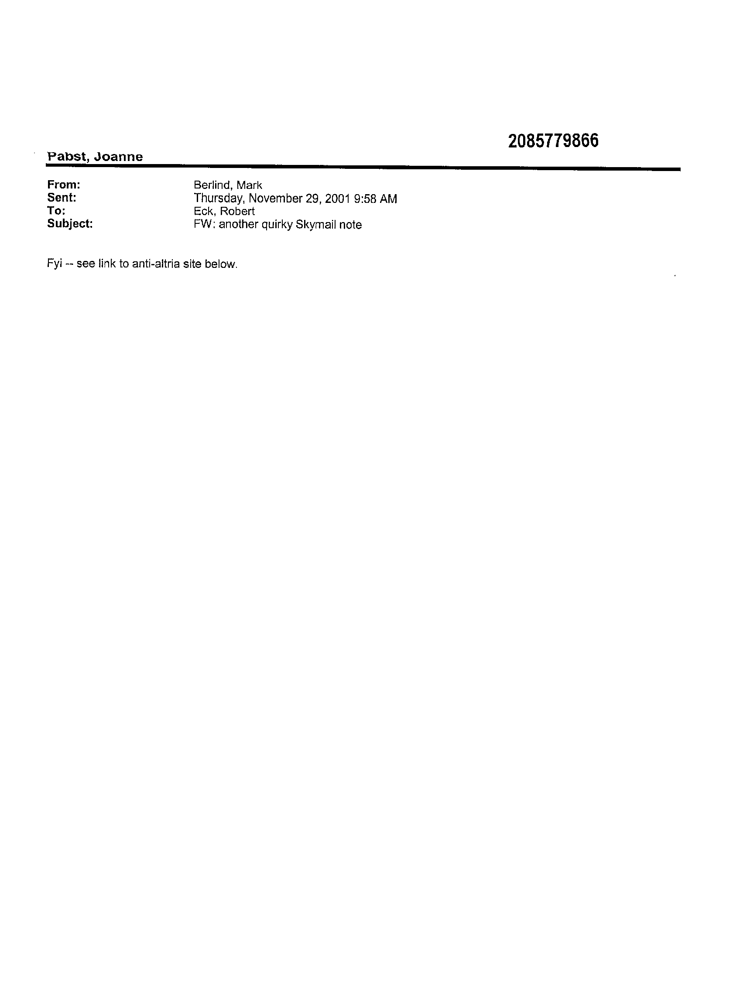 2085779866
Pabst, Joanne
From: Berlind, Mark
Sent: Thursday, November 29, 2001 9:58 AM
To: Eck, Robert
Subject: FW: another quirky Skymail note
Fyi -- see link to anti-altria site below.